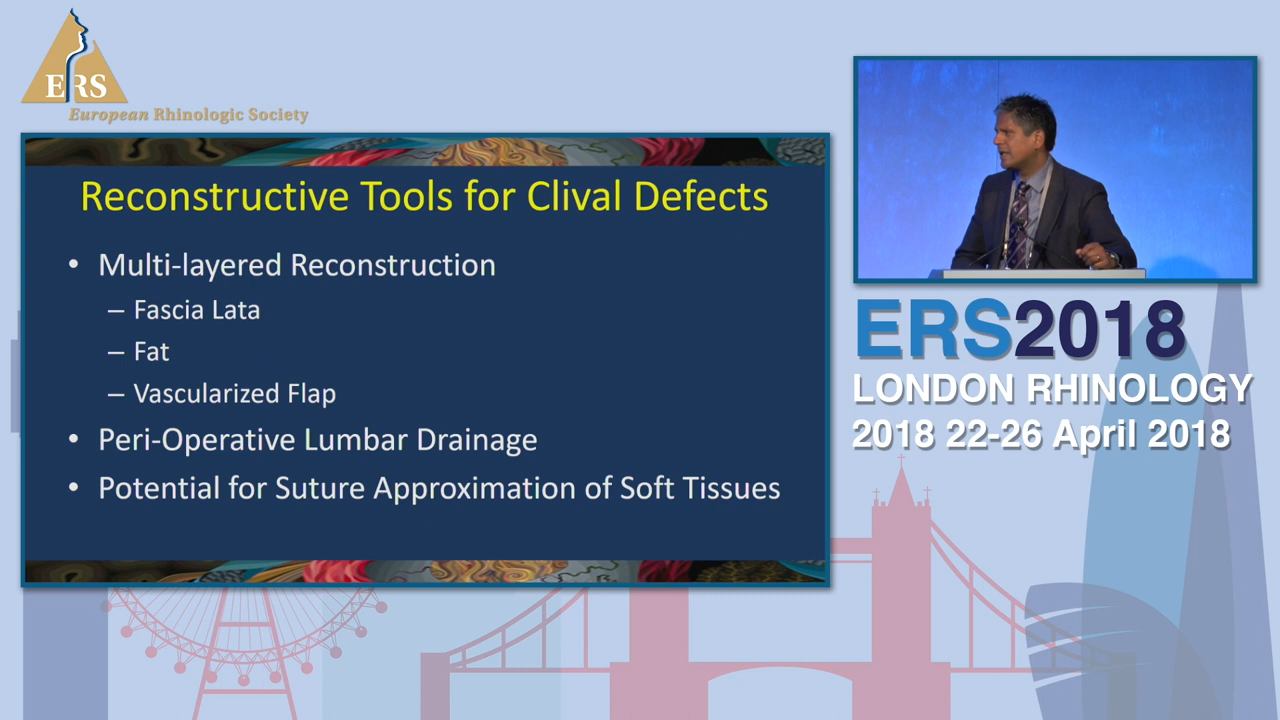 ERS
European Rhinologic Society
Reconstructive Tools for Clival Defects
• Multi-layered Reconstruction
– Fascia Lata
– Fat
– Vascularized Flap
• Peri-Operative Lumbar Drainage
• Potential for Suture Approximation of Soft Tissues
ERS2018
LONDON RHINOLOGY
2018 22-26 April 2018